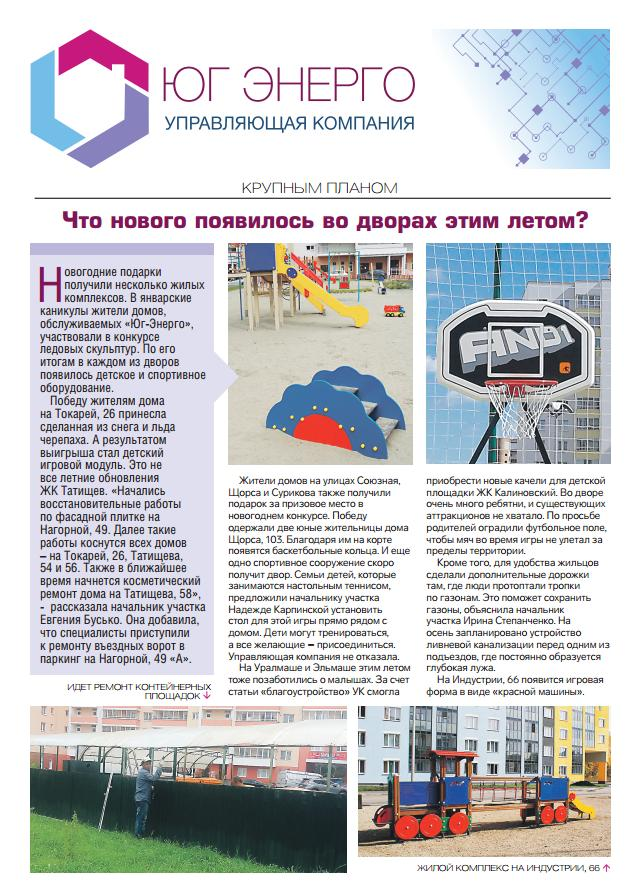 ЮГ ЭНЕРГО
УПРАВЛЯЮЩАЯ КОМПАНИЯ
КРУПНЫМ ПЛАНОМ
Что нового появилось во дворах этим летом?
Новогодние подарки
получили несколько жилых
комплексов. В январские
каникулы жители домов,
обслуживаемых «Юг-Энерго»,
участвовали в конкурсе
ледовых скульптур. По его
итогам в каждом из дворов
появилось детское и спортивное
оборудование.
Победу жителям дома
на Токарей, 26 принесла
сделанная из снега и льда
черепаха. А результатом
выигрыша стал детский
игровой модуль. Это не
все летние обновления
ЖК Татищев. «Начались
восстановительные работы
по фасадной плитке на
Нагорной, 49. Далее такие
работы коснутся всех домов
– на Токарей, 26, Татищева,
54 и 56. Также в ближайшее
время начнется косметический
ремонт дома на Татищева, 58»,
- рассказала начальник участка
Евгения Бусько. Она добавила,
что специалисты приступили
к ремонту въездных ворот в
паркинг на Нагорной, 49 «А».
ИДЕТ РЕМОНТ КОНТЕЙНЕРНЫХ
ПЛОЩАДОК
AND1
Жители домов на улицах Союзная,
Щорса и Сурикова также получили
подарок за призовое место в
новогоднем конкурсе. Победу
одержали две юные жительницы дома
Щорса, 103. Благодаря им на корте
появятся баскетбольные кольца. И еще
одно спортивное сооружение скоро
получит двор. Семьи детей, которые
занимаются настольным теннисом,
предложили начальнику участка
Надежде Карпинской установить
стол для этой игры прямо рядом с
домом. Дети могут тренироваться,
а все желающие – присоединиться.
Управляющая компания не отказала.
На Уралмаше и Эльмаше этим летом
тоже позаботились о малышах. За счет
статьи «благоустройство» УК смогла
приобрести новые качели для детской
площадки ЖК Калиновский. Во дворе
очень много ребятни, и существующих
аттракционов не хватало. По просьбе
родителей оградили футбольное поле,
чтобы мяч во время игры не улетал за
пределы территории.
Кроме того, для удобства жильцов
сделали дополнительные дорожки
там, где люди протоптали тропки
по газонам. Это поможет сохранить
газоны, объяснила начальник
участка Ирина Степанченко. На
осень запланировано устройство
ливневой канализации перед одним из
подъездов, где постоянно образуется
глубокая лужа.
На Индустрии, 66 появится игровая
форма в виде «красной машины».
ЖИЛОЙ КОМПЛЕКС НА ИНДУСТРИИ, 66